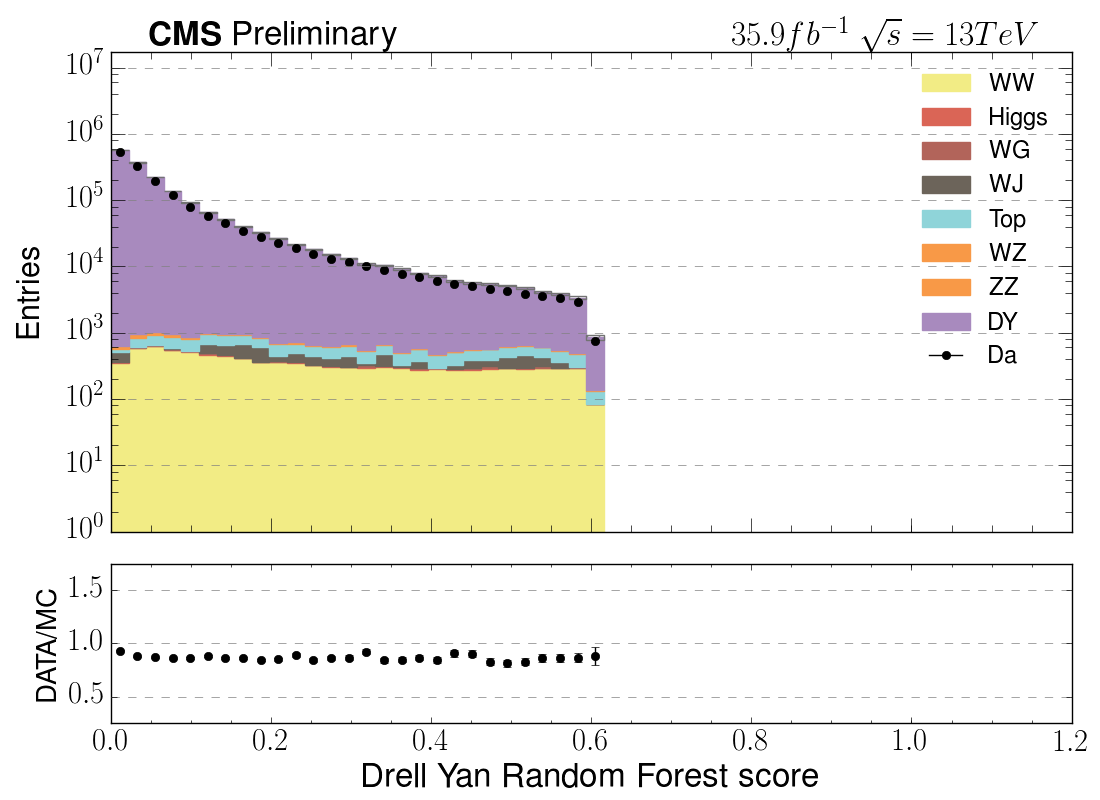 CMS Preliminary 35.9fb⁻¹ √s = 13TeV
10⁷
10⁶
10⁵
10⁴
10³
10²
10¹
10⁰
Entries
WW
Higgs
WG
WJ
Top
WZ
ZZ
DY
Da
1.5
1.0
0.5
DATA/MC
0.0 0.2 0.4 0.6 0.8 1.0 1.2
Drell Yan Random Forest score